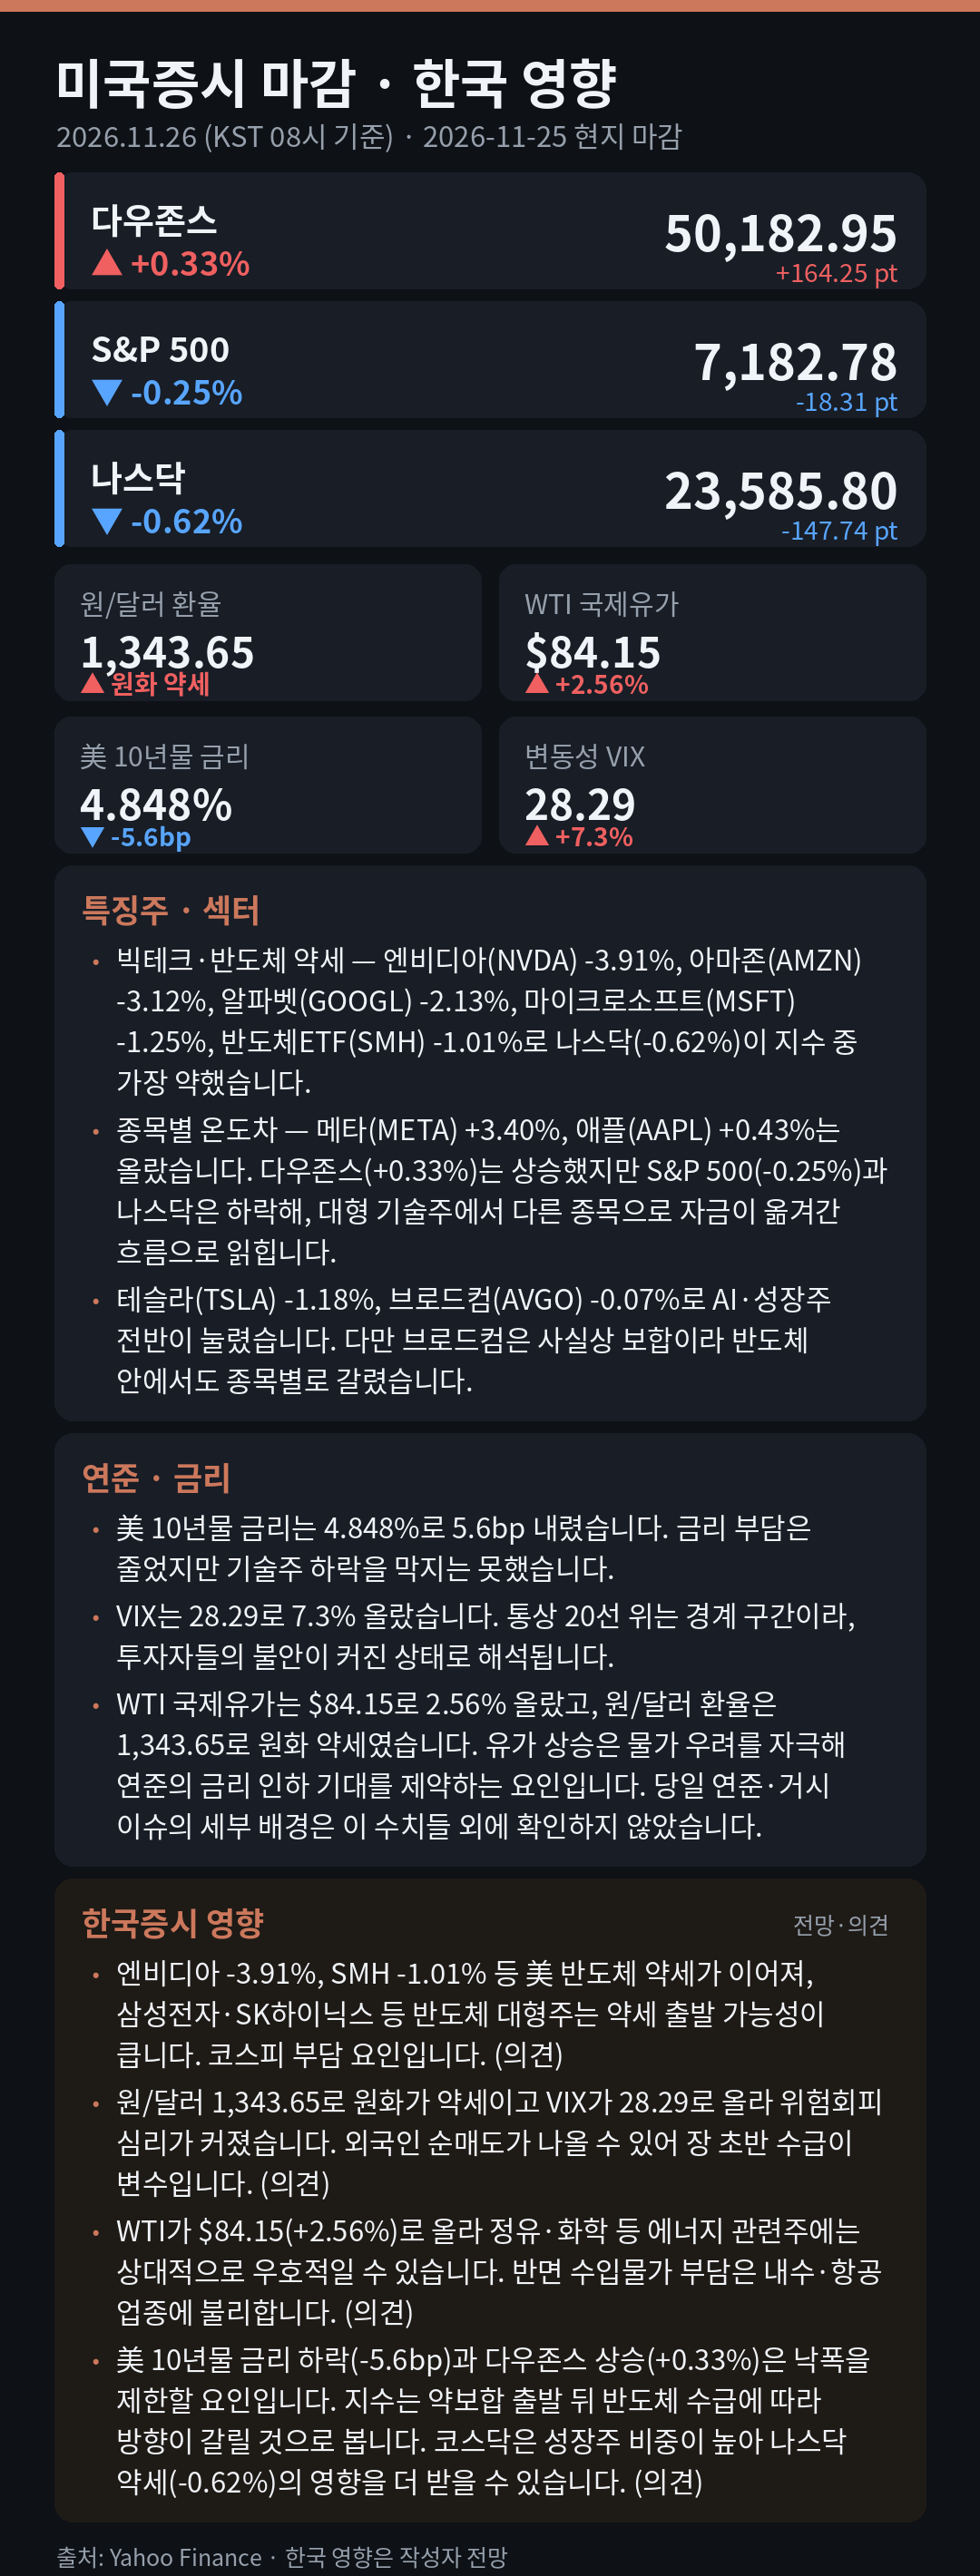 미국증시 마감 · 한국 영향
2026.11.26 (KST 08시 기준) · 2026-11-25 현지 마감
다우존스
50,182.95
▲ +0.33%
+164.25 pt
S&P 500
7,182.78
▼ -0.25%
-18.31 pt
나스닥
23,585.80
▼ -0.62%
-147.74 pt
원/달러 환율
1,343.65
▲ 원화 약세
WTI 국제유가
$84.15
▲ +2.56%
美 10년물 금리
4.848%
▼ -5.6bp
변동성 VIX
28.29
▲ +7.3%
특징주 · 섹터
• 빅테크·반도체 약세 — 엔비디아(NVDA) -3.91%, 아마존(AMZN)
-3.12%, 알파벳(GOOGL) -2.13%, 마이크로소프트(MSFT)
-1.25%, 반도체ETF(SMH) -1.01%로 나스닥(-0.62%)이 지수 중
가장 약했습니다.
• 종목별 온도차 — 메타(META) +3.40%, 애플(AAPL) +0.43%는
올랐습니다. 다우존스(+0.33%)는 상승했지만 S&P 500(-0.25%)과
나스닥은 하락해, 대형 기술주에서 다른 종목으로 자금이 옮겨간
흐름으로 읽힙니다.
• 테슬라(TSLA) -1.18%, 브로드컴(AVGO) -0.07%로 AI·성장주
전반이 눌렸습니다. 다만 브로드컴은 사실상 보합이라 반도체
안에서도 종목별로 갈렸습니다.
연준 · 금리
• 美 10년물 금리는 4.848%로 5.6bp 내렸습니다. 금리 부담은
줄었지만 기술주 하락을 막지는 못했습니다.
• VIX는 28.29로 7.3% 올랐습니다. 통상 20선 위는 경계 구간이라,
투자자들의 불안이 커진 상태로 해석됩니다.
• WTI 국제유가는 $84.15로 2.56% 올랐고, 원/달러 환율은
1,343.65로 원화 약세였습니다. 유가 상승은 물가 우려를 자극해
연준의 금리 인하 기대를 제약하는 요인입니다. 당일 연준·거시
이슈의 세부 배경은 이 수치들 외에 확인하지 않았습니다.
한국증시 영향
전망·의견
• 엔비디아 -3.91%, SMH -1.01% 등 美 반도체 약세가 이어져,
삼성전자·SK하이닉스 등 반도체 대형주는 약세 출발 가능성이
큽니다. 코스피 부담 요인입니다. (의견)
• 원/달러 1,343.65로 원화가 약세이고 VIX가 28.29로 올라 위험회피
심리가 커졌습니다. 외국인 순매도가 나올 수 있어 장 초반 수급이
변수입니다. (의견)
• WTI가 $84.15(+2.56%)로 올라 정유·화학 등 에너지 관련주에는
상대적으로 우호적일 수 있습니다. 반면 수입물가 부담은 내수·항공
업종에 불리합니다. (의견)
• 美 10년물 금리 하락(-5.6bp)과 다우존스 상승(+0.33%)은 낙폭을
제한할 요인입니다. 지수는 약보합 출발 뒤 반도체 수급에 따라
방향이 갈릴 것으로 봅니다. 코스닥은 성장주 비중이 높아 나스닥
약세(-0.62%)의 영향을 더 받을 수 있습니다. (의견)
출처: Yahoo Finance · 한국 영향은 작성자 전망